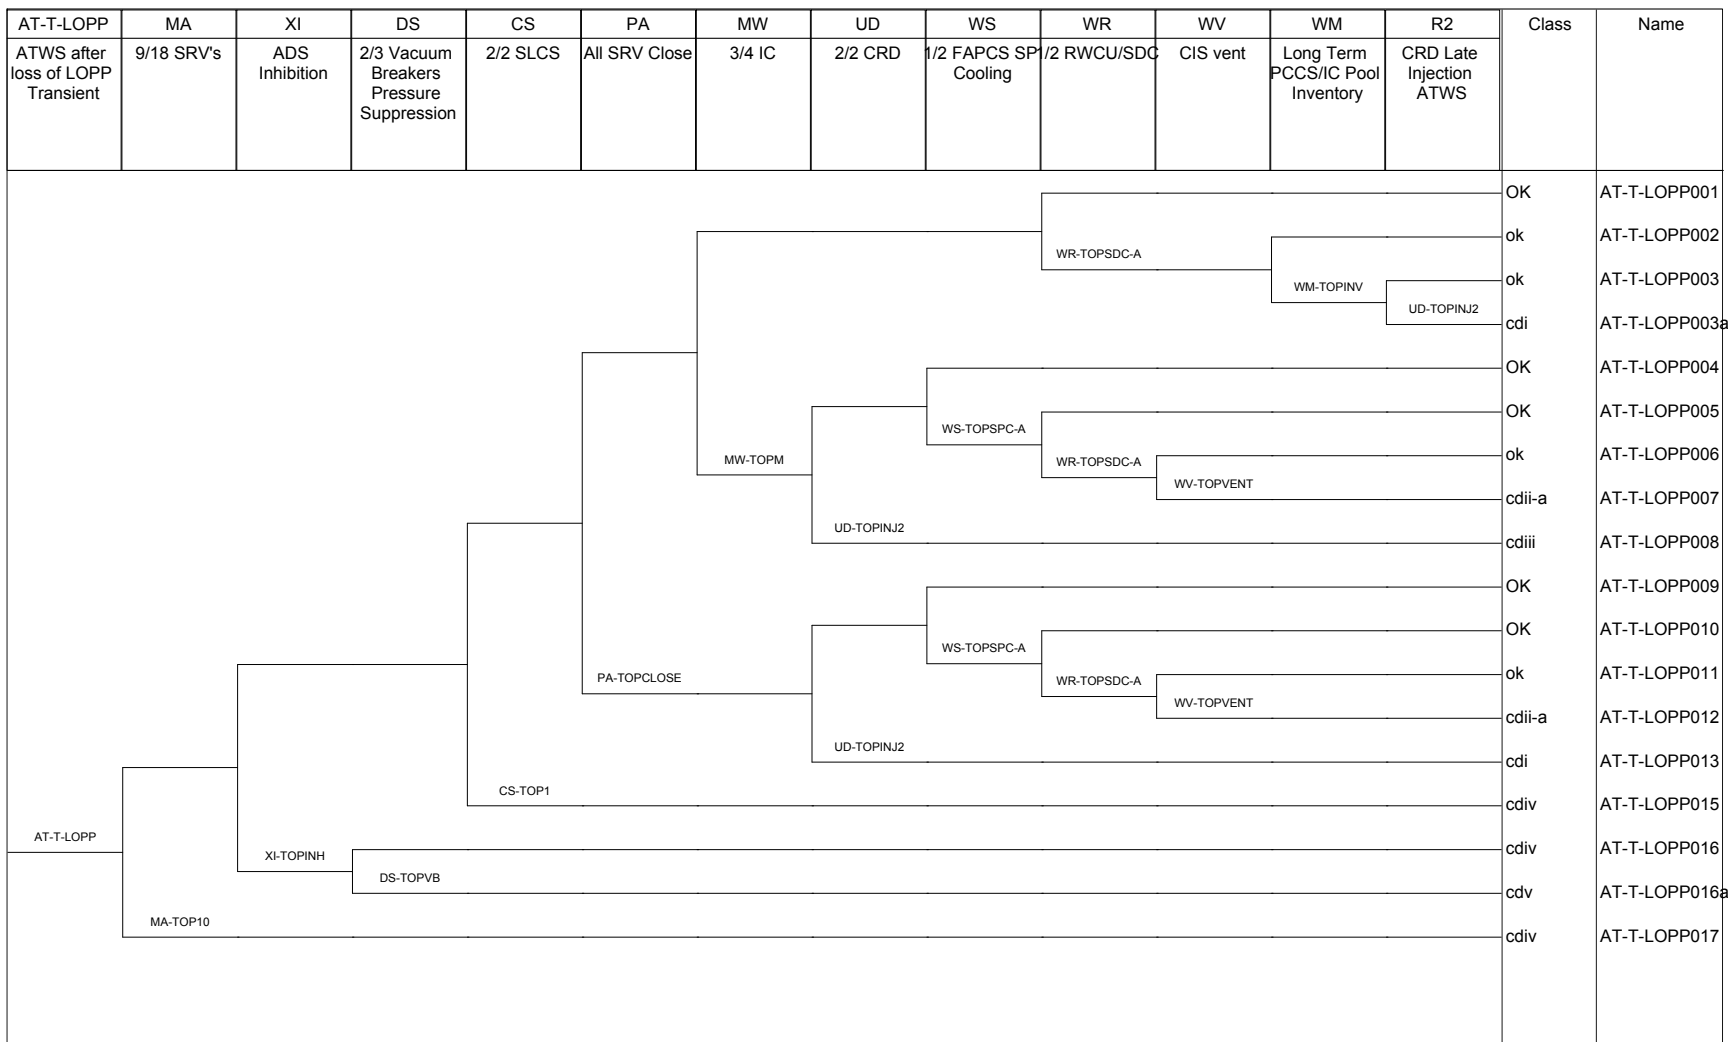 AT-T-LOPP MA XI DS CS PA MW UD WS WR WV WM R2 Class Name
ATWS after 9/18 SRV's ADS 2/3 Vacuum 2/2 SLCS All SRV Close 3/4 IC 2/2 CRD 1/2 FAPCS SP 1/2 RWCU/SDC CIS vent Long Term CRD Late
loss of LOPP Inhibition Breakers Cooling PCCS/IC Pool Injection
Transient Pressure Inventory ATWS
Suppression
OK AT-T-LOPP001
ok AT-T-LOPP002
WR-TOPSDC-A
ok AT-T-LOPP003
WM-TOPINV
UD-TOPINJ2
cdi AT-T-LOPP003a
OK AT-T-LOPP004
OK AT-T-LOPP005
WS-TOPSPC-A
ok AT-T-LOPP006
MW-TOPM WR-TOPSDC-A
WV-TOPVENT
cdii-a AT-T-LOPP007
UD-TOPINJ2
cdiii AT-T-LOPP008
OK AT-T-LOPP009
OK AT-T-LOPP010
WS-TOPSPC-A
ok AT-T-LOPP011
PA-TOPCLOSE WR-TOPSDC-A
WV-TOPVENT
cdii-a AT-T-LOPP012
UD-TOPINJ2
cdi AT-T-LOPP013
CS-TOP1
cdiv AT-T-LOPP015
AT-T-LOPP
cdiv AT-T-LOPP016
XI-TOPINH
DS-TOPVB
cdv AT-T-LOPP016a
MA-TOP10
cdiv AT-T-LOPP017